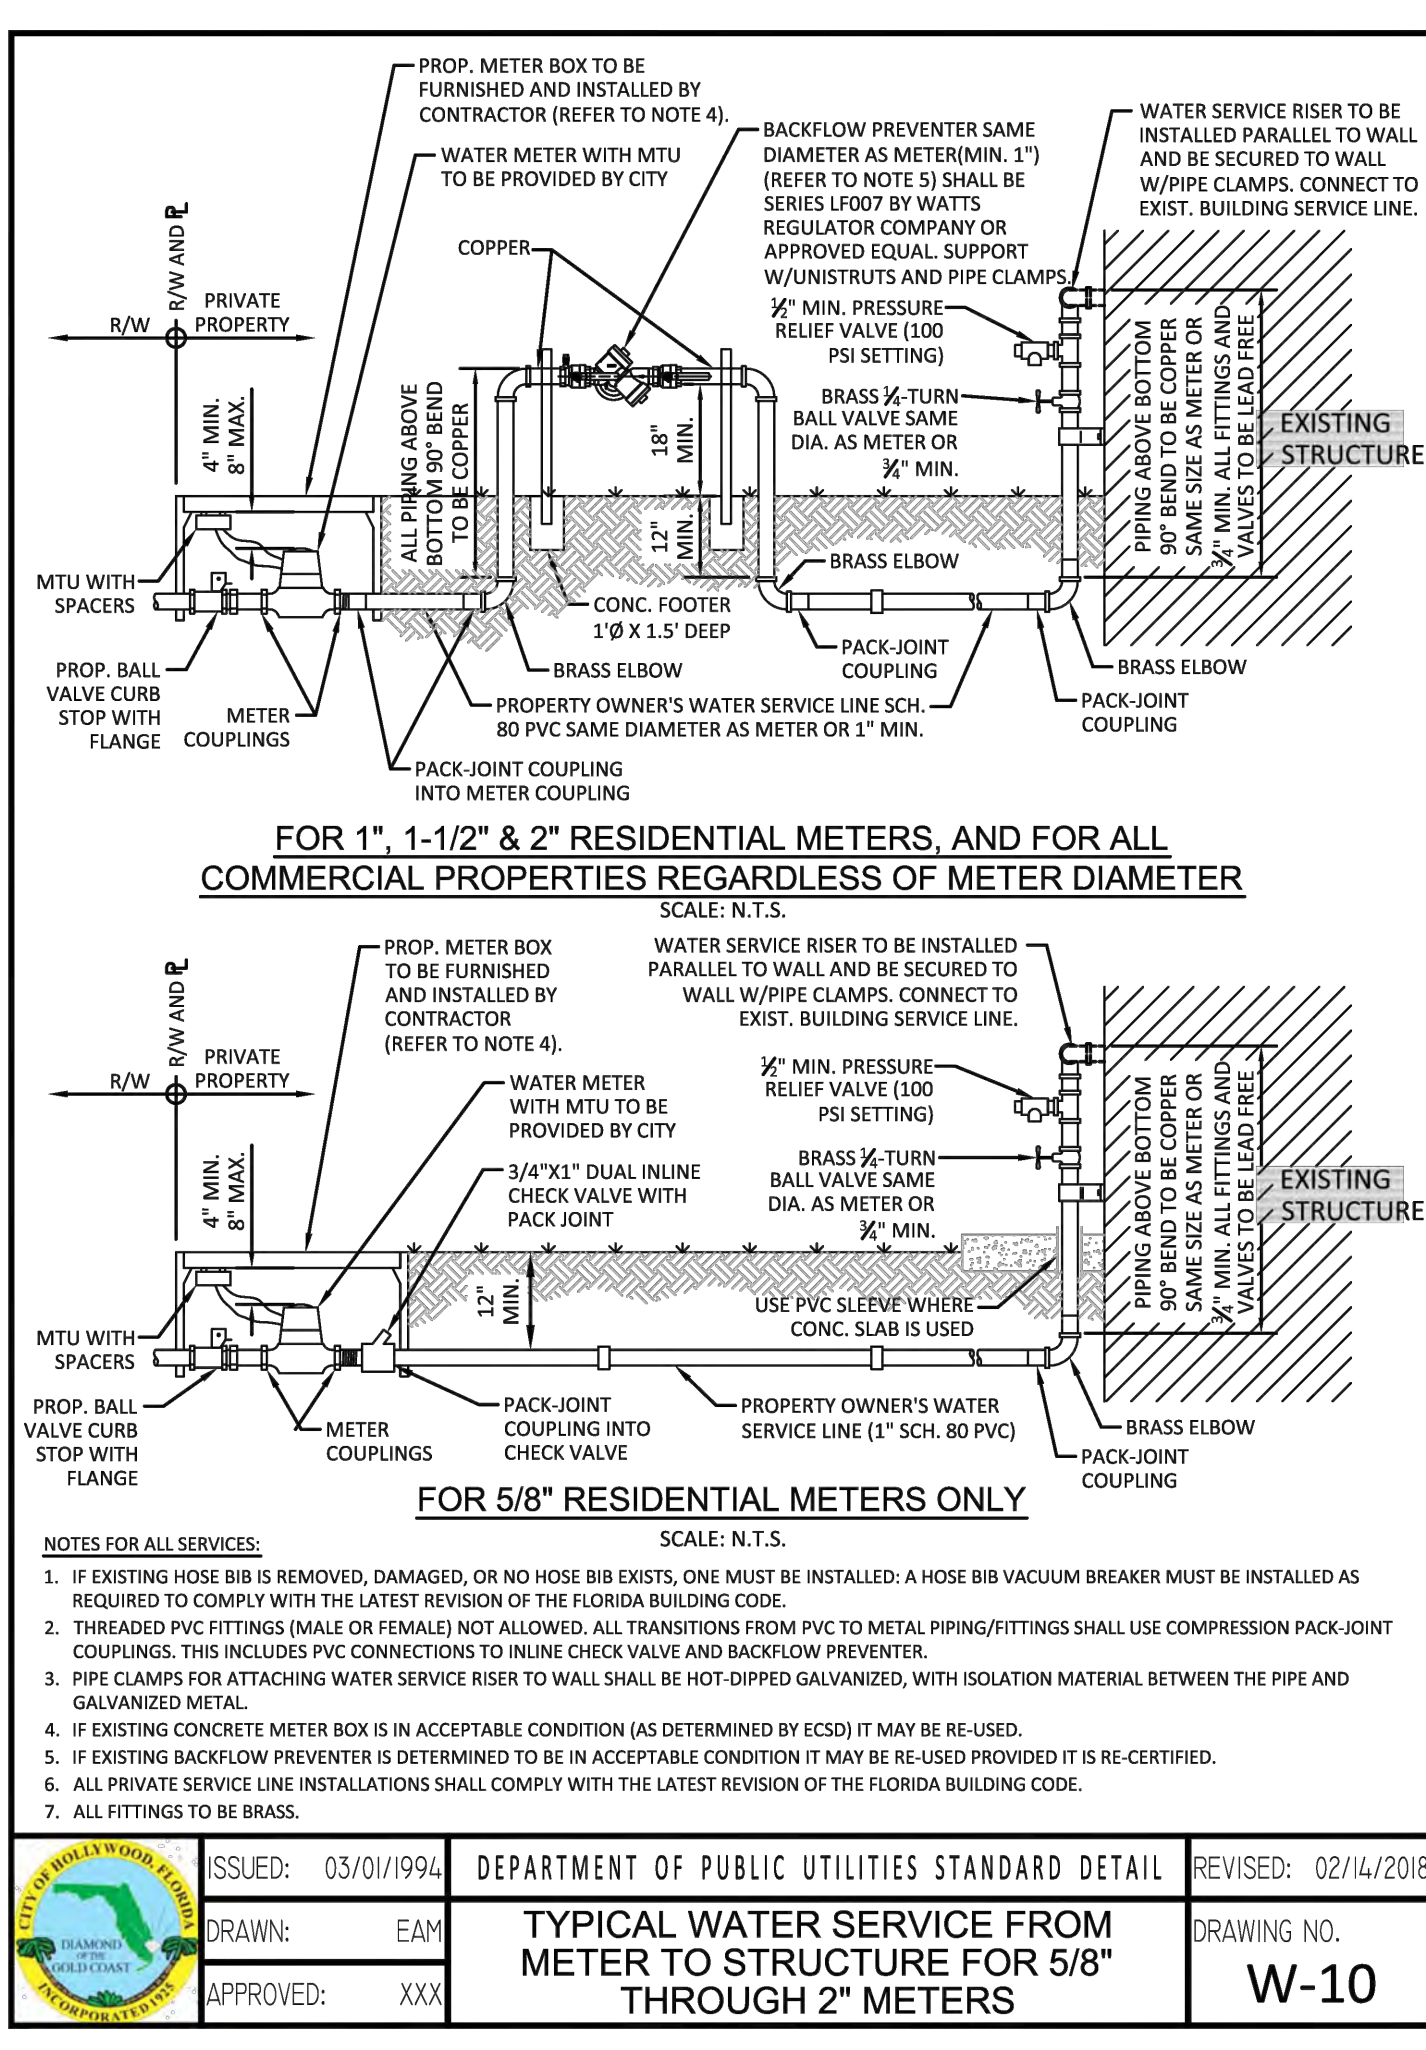 PROP. METER BOX TO BE
FURNISHED AND INSTALLED BY
CONTRACTOR (REFER TO NOTE 4).
WATER METER WITH MTU
TO BE PROVIDED BY CITY
BACKFLOW PREVENTER SAME
DIAMETER AS METER(MIN. 1")
(REFER TO NOTE 5) SHALL BE
SERIES LF007 BY WATTS
REGULATOR COMPANY OR
APPROVED EQUAL. SUPPORT
W/UNISTRUTS AND PIPE CLAMPS.
WATER SERVICE RISER TO BE
INSTALLED PARALLEL TO WALL
AND BE SECURED TO WALL
W/PIPE CLAMPS. CONNECT TO
EXIST. BUILDING SERVICE LINE.
R/W AND PL
PRIVATE
PROPERTY
R/W
COPPER
½" MIN. PRESSURE
RELIEF VALVE (100
PSI SETTING)
BRASS ¼-TURN
BALL VALVE SAME
DIA. AS METER OR
¾" MIN.
4" MIN.
8" MAX.
ALL PIPING ABOVE
BOTTOM 90° BEND
TO BE COPPER
18"
MIN.
12"
MIN.
PIPING ABOVE BOTTOM
90° BEND TO BE COPPER
SAME SIZE AS METER OR
¾" MIN. ALL FITTINGS AND
VALVES TO BE LEAD FREE
EXISTING
STRUCTURE
MTU WITH
SPACERS
BRASS ELBOW
CONC. FOOTER
1'Ø X 1.5' DEEP
PROP. BALL
VALVE CURB
STOP WITH
FLANGE
METER
COUPLINGS
BRASS ELBOW
PACK-JOINT
COUPLING
BRASS ELBOW
PROPERTY OWNER'S WATER SERVICE LINE SCH.
80 PVC SAME DIAMETER AS METER OR 1" MIN.
PACK-JOINT
COUPLING
PACK-JOINT COUPLING
INTO METER COUPLING
FOR 1", 1-1/2" & 2" RESIDENTIAL METERS, AND FOR ALL
COMMERCIAL PROPERTIES REGARDLESS OF METER DIAMETER
SCALE: N.T.S.
PROP. METER BOX
TO BE FURNISHED
AND INSTALLED BY
CONTRACTOR
(REFER TO NOTE 4).
WATER SERVICE RISER TO BE INSTALLED
PARALLEL TO WALL AND BE SECURED TO
WALL W/PIPE CLAMPS. CONNECT TO
EXIST. BUILDING SERVICE LINE.
R/W AND PL
PRIVATE
PROPERTY
R/W
WATER METER
WITH MTU TO BE
PROVIDED BY CITY
½" MIN. PRESSURE
RELIEF VALVE (100
PSI SETTING)
3/4"X1" DUAL INLINE
CHECK VALVE WITH
PACK JOINT
BRASS ¼-TURN
BALL VALVE SAME
DIA. AS METER OR
¾" MIN.
4" MIN.
8" MAX.
12"
MIN.
PIPING ABOVE BOTTOM
90° BEND TO BE COPPER
SAME SIZE AS METER OR
¾" MIN. ALL FITTINGS AND
VALVES TO BE LEAD FREE
EXISTING
STRUCTURE
USE PVC SLEEVE WHERE
CONC. SLAB IS USED
MTU WITH
SPACERS
PROP. BALL
VALVE CURB
STOP WITH
FLANGE
METER
COUPLINGS
PACK-JOINT
COUPLING INTO
CHECK VALVE
PROPERTY OWNER'S WATER
SERVICE LINE (1" SCH. 80 PVC)
BRASS ELBOW
PACK-JOINT
COUPLING
FOR 5/8" RESIDENTIAL METERS ONLY
SCALE: N.T.S.
NOTES FOR ALL SERVICES:
1. IF EXISTING HOSE BIB IS REMOVED, DAMAGED, OR NO HOSE BIB EXISTS, ONE MUST BE INSTALLED: A HOSE BIB VACUUM BREAKER MUST BE INSTALLED AS
REQUIRED TO COMPLY WITH THE LATEST REVISION OF THE FLORIDA BUILDING CODE.
2. THREADED PVC FITTINGS (MALE OR FEMALE) NOT ALLOWED. ALL TRANSITIONS FROM PVC TO METAL PIPING/FITTINGS SHALL USE COMPRESSION PACK-JOINT
COUPLINGS. THIS INCLUDES PVC CONNECTIONS TO INLINE CHECK VALVE AND BACKFLOW PREVENTER.
3. PIPE CLAMPS FOR ATTACHING WATER SERVICE RISER TO WALL SHALL BE HOT-DIPPED GALVANIZED, WITH ISOLATION MATERIAL BETWEEN THE PIPE AND
GALVANIZED METAL.
4. IF EXISTING CONCRETE METER BOX IS IN ACCEPTABLE CONDITION (AS DETERMINED BY ECSD) IT MAY BE RE-USED.
5. IF EXISTING BACKFLOW PREVENTER IS DETERMINED TO BE IN ACCEPTABLE CONDITION IT MAY BE RE-USED PROVIDED IT IS RE-CERTIFIED.
6. ALL PRIVATE SERVICE LINE INSTALLATIONS SHALL COMPLY WITH THE LATEST REVISION OF THE FLORIDA BUILDING CODE.
7. ALL FITTINGS TO BE BRASS.
CITY OF HOLLYWOOD, FLORIDA
DIAMOND
OF THE
GOLD COAST
INCORPORATED 1925
ISSUED: 03/01/1994
DRAWN: EAM
APPROVED: XXX
DEPARTMENT OF PUBLIC UTILITIES STANDARD DETAIL
TYPICAL WATER SERVICE FROM
METER TO STRUCTURE FOR 5/8"
THROUGH 2" METERS
REVISED: 02/14/2018
DRAWING NO.
W-10